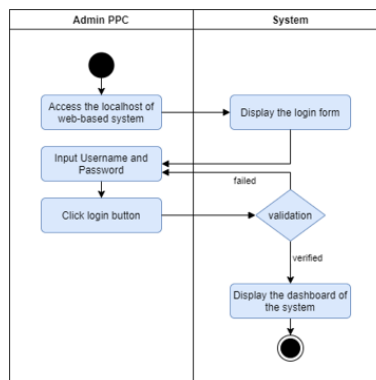 Admin PPC
System
Access the localhost of
web-based system
Display the login form
Input Username and
Password
failed
Click login button
validation
verified
Display the dashboard of
the system